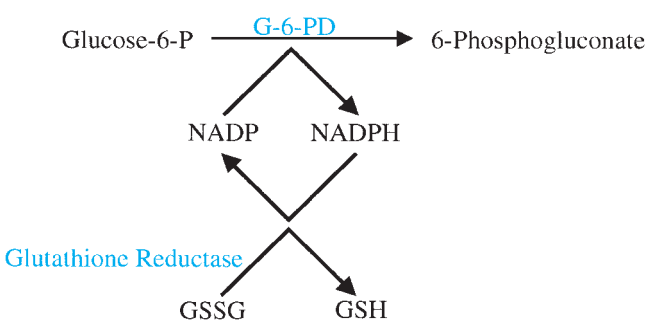 G-6-PD
Glucose-6-P 6-Phosphogluconate
NADP NADPH
Glutathione Reductase
GSSG GSH